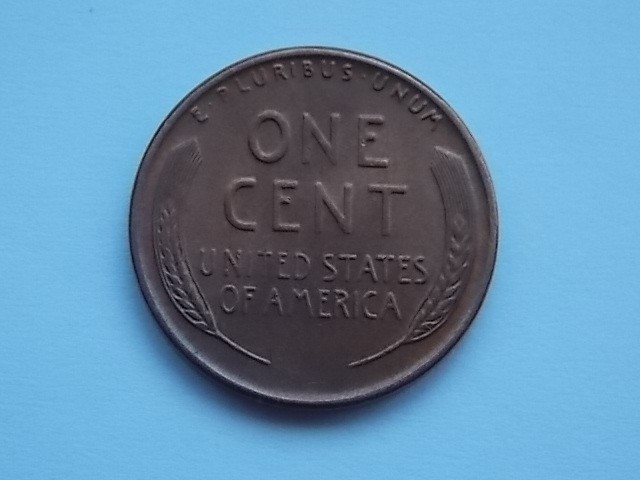 E·PLURIBUS·UNUM
ONE
CENT
UNITED STATES
OF AMERICA